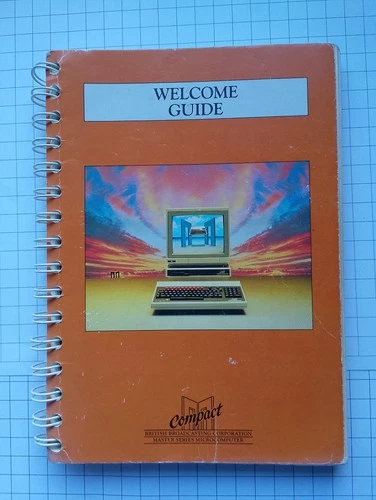 WELCOME
GUIDE
Compact
BRITISH BROADCASTING CORPORATION
MASTER SERIES MICROCOMPUTER